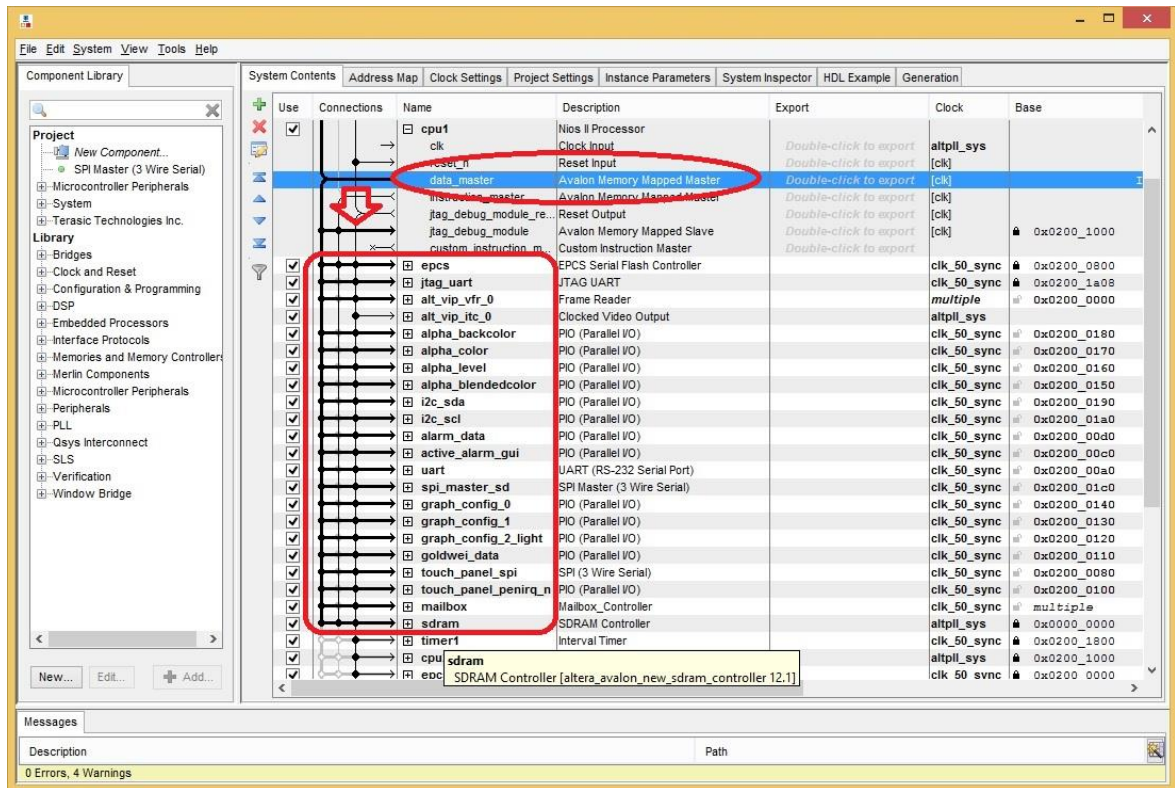 File Edit System View Tools Help
Component Library
Project
New Component...
SPI Master (3 Wire Serial)
Microcontroller Peripherals
System
Terasic Technologies Inc.
Library
Bridges
Clock and Reset
Configuration & Programming
DSP
Embedded Processors
Interface Protocols
Memories and Memory Controllers
Merlin Components
Microcontroller Peripherals
Peripherals
PLL
Qsys Interconnect
SLS
Verification
Window Bridge
New... Edit... Add...
System Contents Address Map Clock Settings Project Settings Instance Parameters System Inspector HDL Example Generation
Use Connections Name Description Export Clock Base
cpu1 Nios II Processor
clk Clock Input Double-click to export altpll_sys
reset_n Reset Input Double-click to export [clk]
data_master Avalon Memory Mapped Master Double-click to export [clk]
instruction_master Avalon Memory Mapped Master Double-click to export [clk]
jtag_debug_module_re... Reset Output Double-click to export [clk]
jtag_debug_module Avalon Memory Mapped Slave Double-click to export [clk] 0x0200_1000
custom_instruction_m... Custom Instruction Master Double-click to export
epcs EPCS Serial Flash Controller clk_50_sync 0x0200_0800
jtag_uart JTAG UART clk_50_sync 0x0200_1a08
alt_vip_vfr_0 Frame Reader multiple 0x0200_0000
alt_vip_itc_0 Clocked Video Output altpll_sys
alpha_backcolor PIO (Parallel I/O) clk_50_sync 0x0200_0180
alpha_color PIO (Parallel I/O) clk_50_sync 0x0200_0170
alpha_level PIO (Parallel I/O) clk_50_sync 0x0200_0160
alpha_blendedcolor PIO (Parallel I/O) clk_50_sync 0x0200_0150
i2c_sda PIO (Parallel I/O) clk_50_sync 0x0200_0190
i2c_scl PIO (Parallel I/O) clk_50_sync 0x0200_01a0
alarm_data PIO (Parallel I/O) clk_50_sync 0x0200_00d0
active_alarm_gui PIO (Parallel I/O) clk_50_sync 0x0200_00c0
uart UART (RS-232 Serial Port) clk_50_sync 0x0200_00a0
spi_master_sd SPI Master (3 Wire Serial) clk_50_sync 0x0200_01c0
graph_config_0 PIO (Parallel I/O) clk_50_sync 0x0200_0140
graph_config_1 PIO (Parallel I/O) clk_50_sync 0x0200_0130
graph_config_2_light PIO (Parallel I/O) clk_50_sync 0x0200_0120
goldwei_data PIO (Parallel I/O) clk_50_sync 0x0200_0110
touch_panel_spi SPI (3 Wire Serial) clk_50_sync 0x0200_0080
touch_panel_penirq_n PIO (Parallel I/O) clk_50_sync 0x0200_0100
mailbox Mailbox_Controller clk_50_sync multiple
sdram SDRAM Controller altpll_sys 0x0000_0000
timer1 Interval Timer clk_50_sync 0x0200_1800
cpu altpll_sys 0x0200_1000
epc clk_50_sync 0x0200_0000
sdram
SDRAM Controller [altera_avalon_new_sdram_controller 12.1]
Messages
Description Path
0 Errors, 4 Warnings